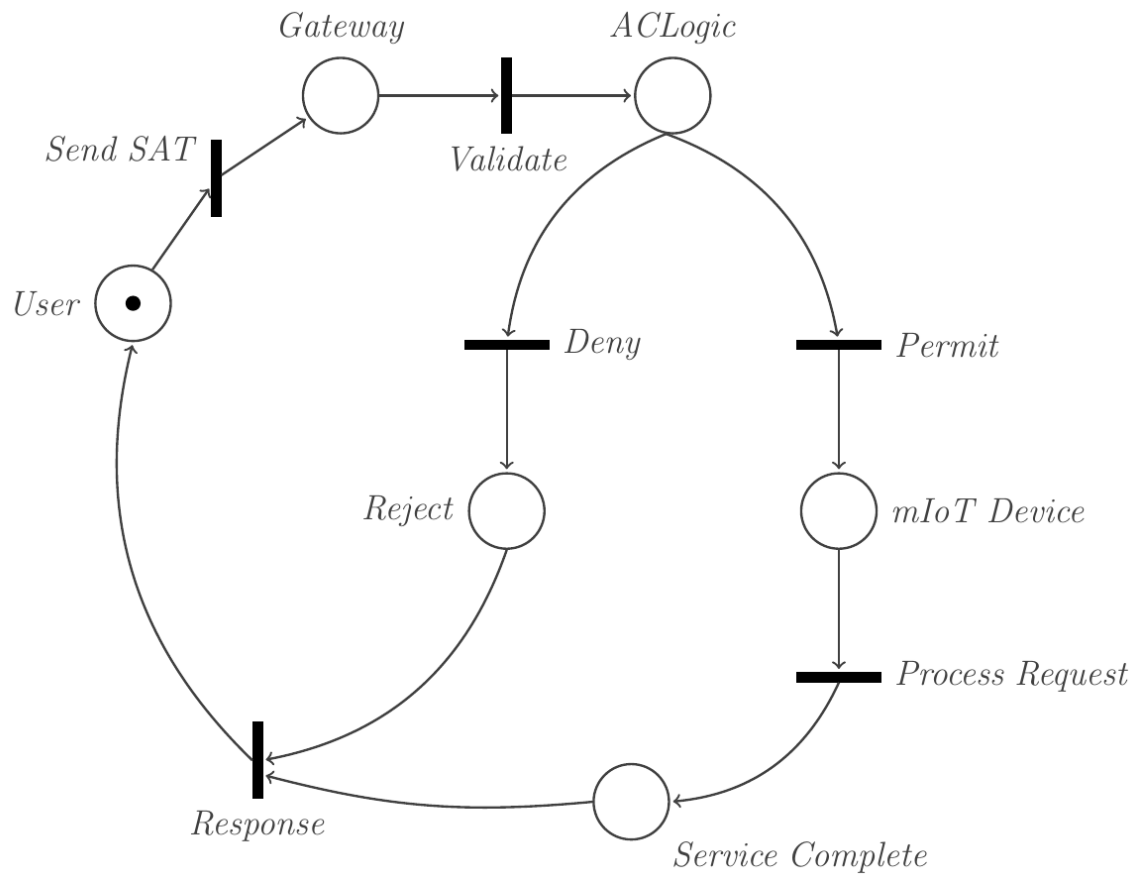 Gateway
ACLogic
Send SAT
Validate
User
Deny
Permit
Reject
mIoT Device
Process Request
Response
Service Complete